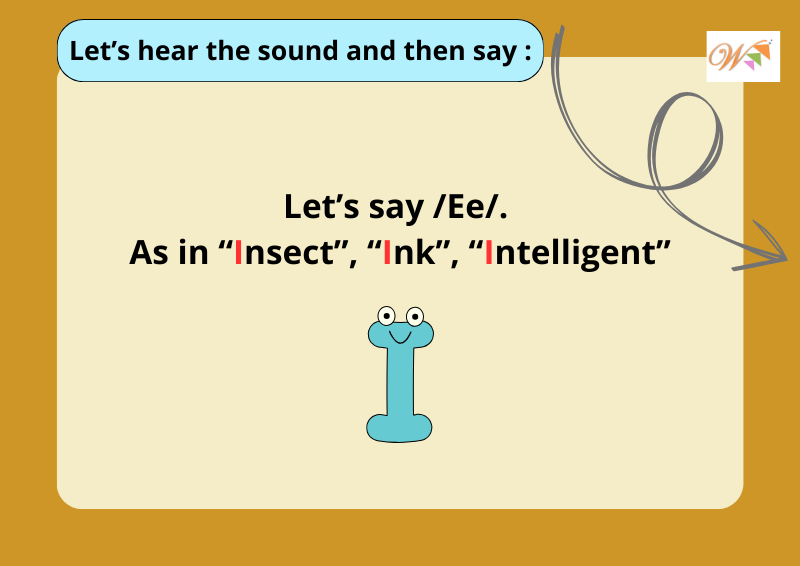 Let’s hear the sound and then say :
W
Let’s say /Ee/.
As in “Insect”, “Ink”, “Intelligent”
I